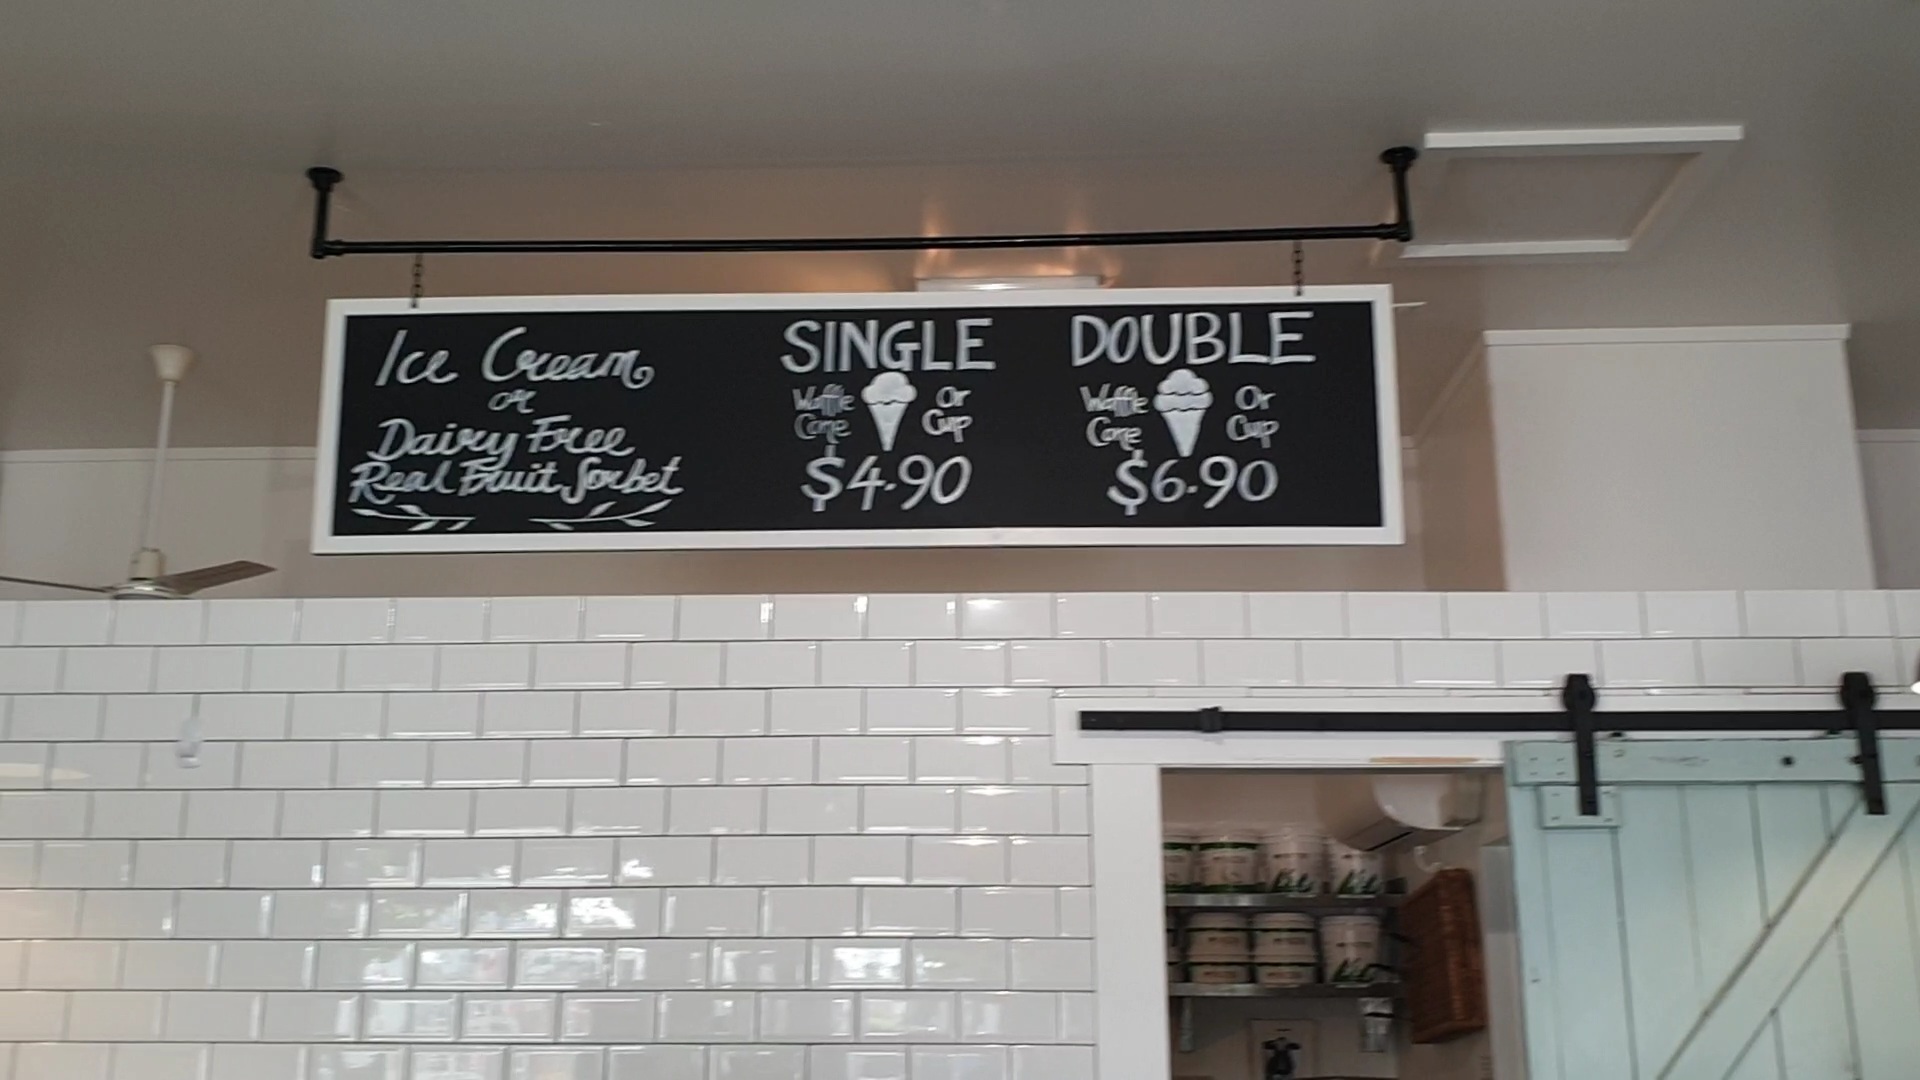 Ice Cream
or
Dairy Free
Real Fruit Sorbet
SINGLE
Waffle
Cone
Or
Cup
$4.90
DOUBLE
Waffle
Cone
Or
Cup
$6.90